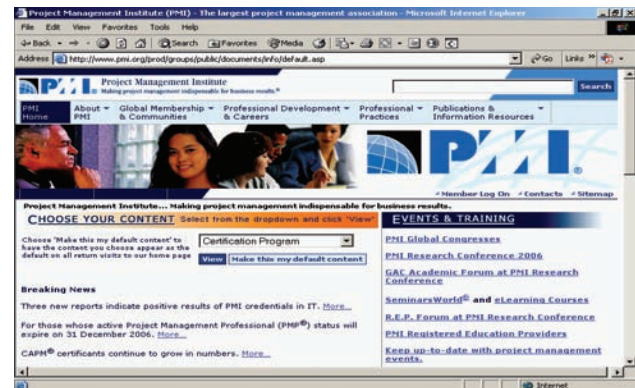 Project Management Institute (PMI) - The largest project management association - Microsoft Internet Explorer
File Edit View Favorites Tools Help
Back Search Favorites Media
Address http://www.pmi.org/prod/groups/public/documents/info/default.asp Go Links »
PMI Project Management Institute
Making project management indispensable for business results.® Search
PMI Home About PMI Global Membership & Communities Professional Development & Careers Professional Practices Publications & Information Resources
PMI®
Member Log On Contacts Sitemap
Project Management Institute... Making project management indispensable for business results.
CHOOSE YOUR CONTENT Select from the dropdown and click 'View'
Choose 'Make this my default content' to
have the content you choose appear as the
default on all return visits to our home page
Certification Program
View Make this my default content
Breaking News
Three new reports indicate positive results of PMI credentials in IT. More...
For those whose active Project Management Professional (PMP®) status will
expire on 31 December 2006. More...
CAPM® certificants continue to grow in numbers. More...
EVENTS & TRAINING
PMI Global Congresses
PMI Research Conference 2006
GAC Academic Forum at PMI Research
Conference
SeminarsWorld® and eLearning Courses
R.E.P. Forum at PMI Research Conference
PMI Registered Education Providers
Keep up-to-date with project management
events.
Internet